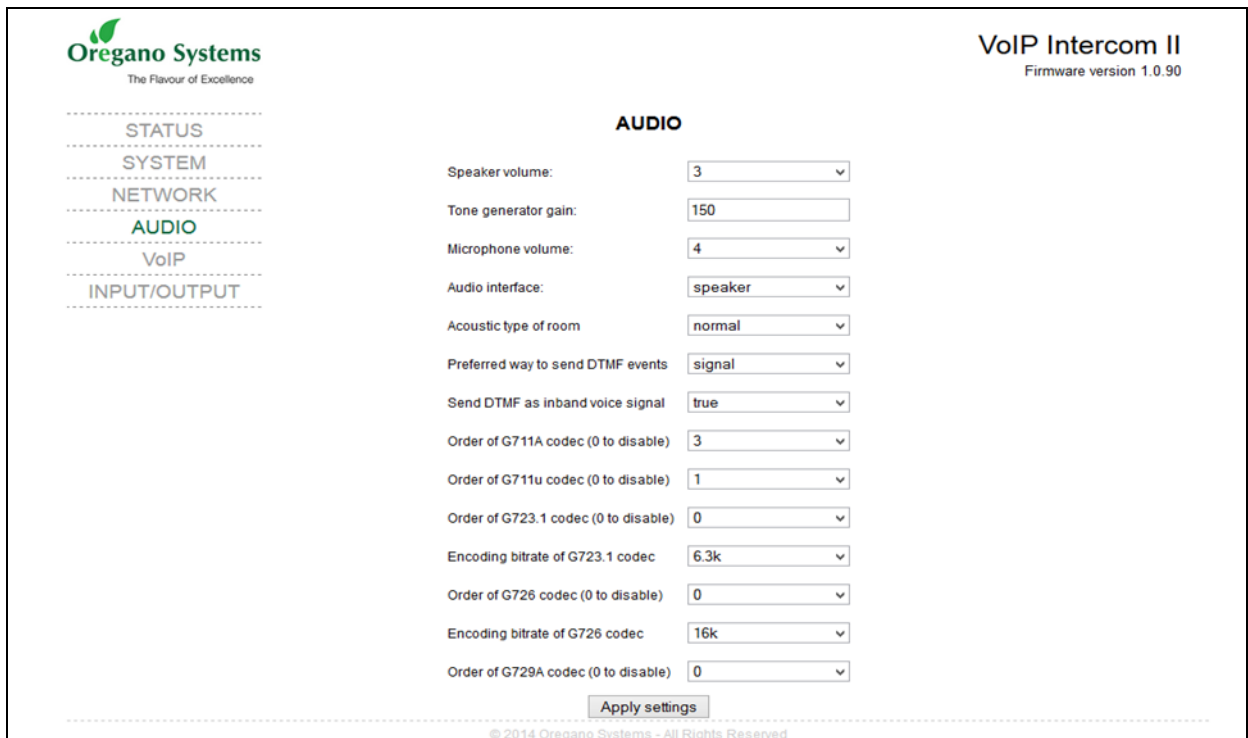 Oregano Systems
The Flavour of Excellence
VoIP Intercom II
Firmware version 1.0.90
STATUS
SYSTEM
NETWORK
AUDIO
VoIP
INPUT/OUTPUT
AUDIO
Speaker volume: 3
Tone generator gain: 150
Microphone volume: 4
Audio interface: speaker
Acoustic type of room normal
Preferred way to send DTMF events signal
Send DTMF as inband voice signal true
Order of G711A codec (0 to disable) 3
Order of G711u codec (0 to disable) 1
Order of G723.1 codec (0 to disable) 0
Encoding bitrate of G723.1 codec 6.3k
Order of G726 codec (0 to disable) 0
Encoding bitrate of G726 codec 16k
Order of G729A codec (0 to disable) 0
Apply settings
© 2014 Oregano Systems - All Rights Reserved